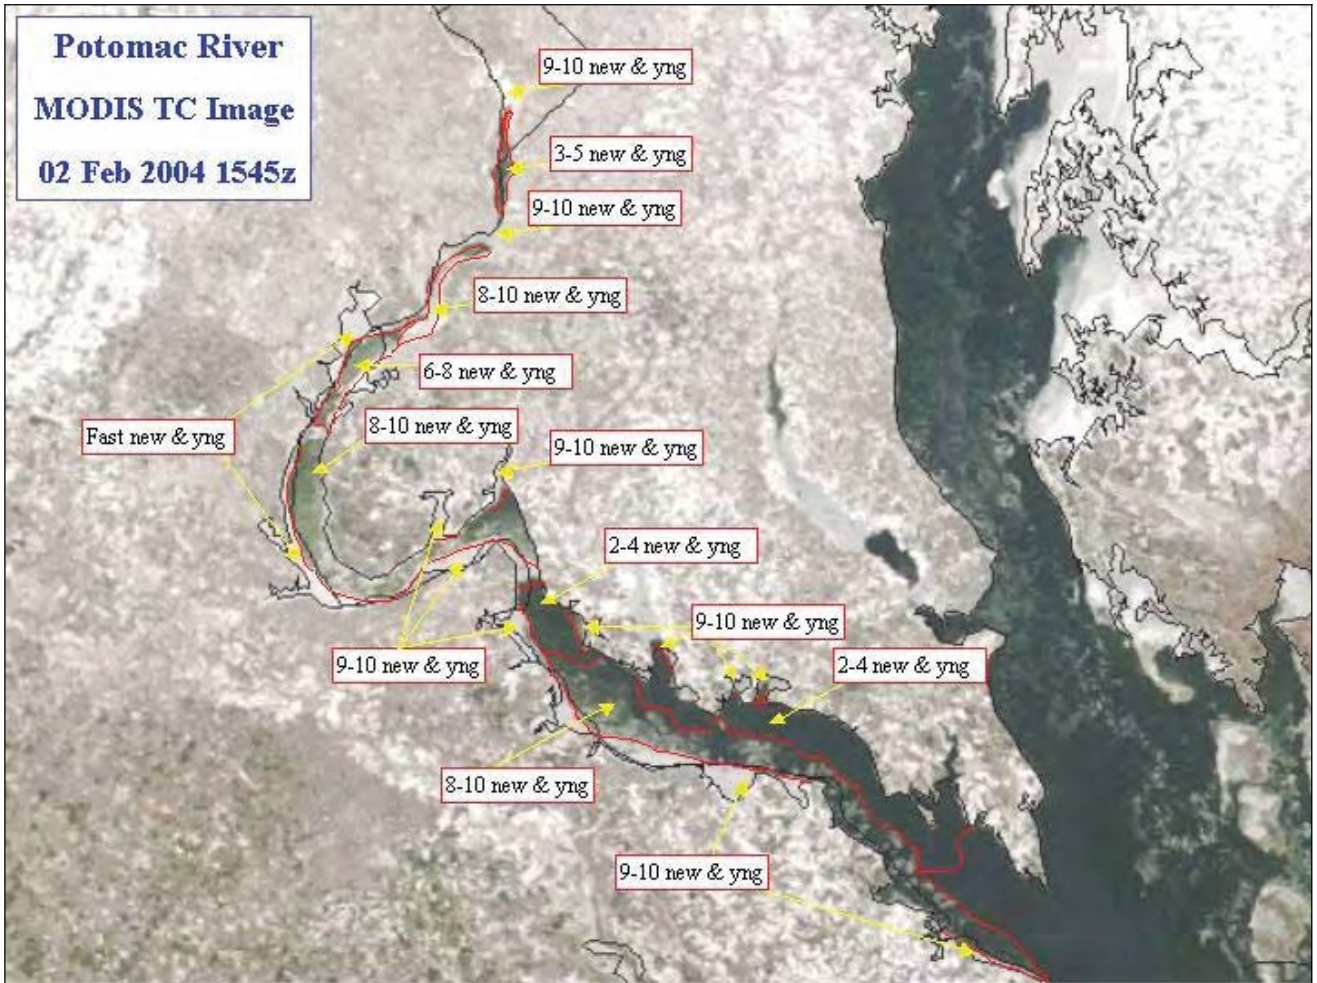 Potomac River
MODIS TC Image
02 Feb 2004 1545z
9-10 new & yng
3-5 new & yng
9-10 new & yng
8-10 new & yng
6-8 new & yng
Fast new & yng
8-10 new & yng
9-10 new & yng
2-4 new & yng
9-10 new & yng
9-10 new & yng
2-4 new & yng
8-10 new & yng
9-10 new & yng